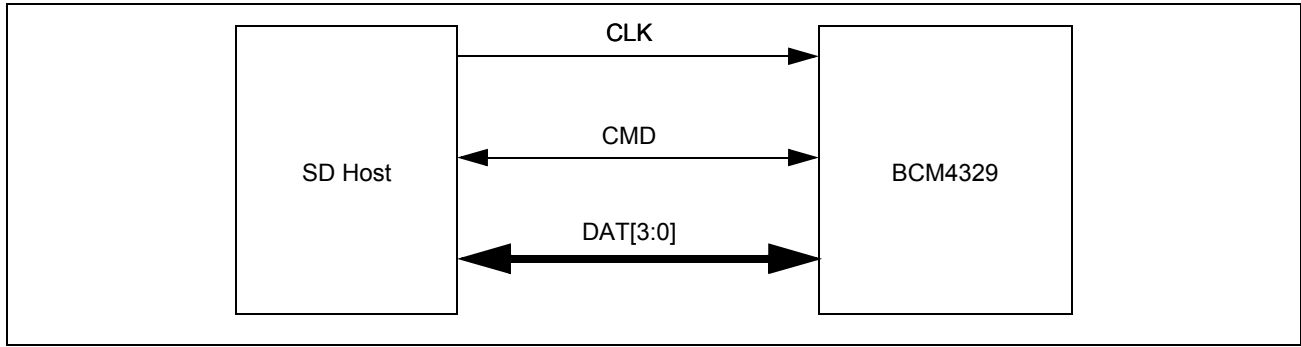 CLK
CMD
SD Host
BCM4329
DAT[3:0]